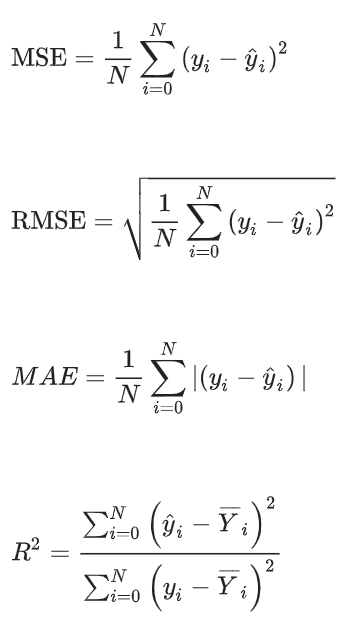 MSE = \frac{1}{N} \sum_{i=0}^{N} (y_i - \hat{y}_i)^2
RMSE = \sqrt{\frac{1}{N} \sum_{i=0}^{N} (y_i - \hat{y}_i)^2}
MAE = \frac{1}{N} \sum_{i=0}^{N} |(y_i - \hat{y}_i)|
R^2 = \frac{\sum_{i=0}^{N} (\hat{y}_i - \overline{Y}_i)^2}{\sum_{i=0}^{N} (y_i - \overline{Y}_i)^2}